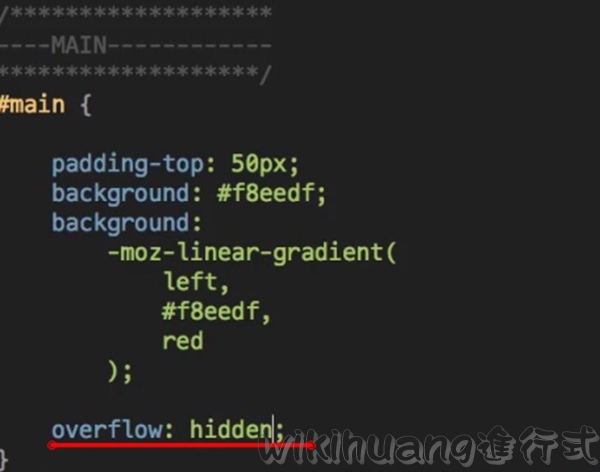 /*******************
----MAIN------------
*******************/
#main {
padding-top: 50px;
background: #f8eedf;
background:
-moz-linear-gradient(
left,
#f8eedf,
red
);
overflow: hidden;
}
wikihuang進行式